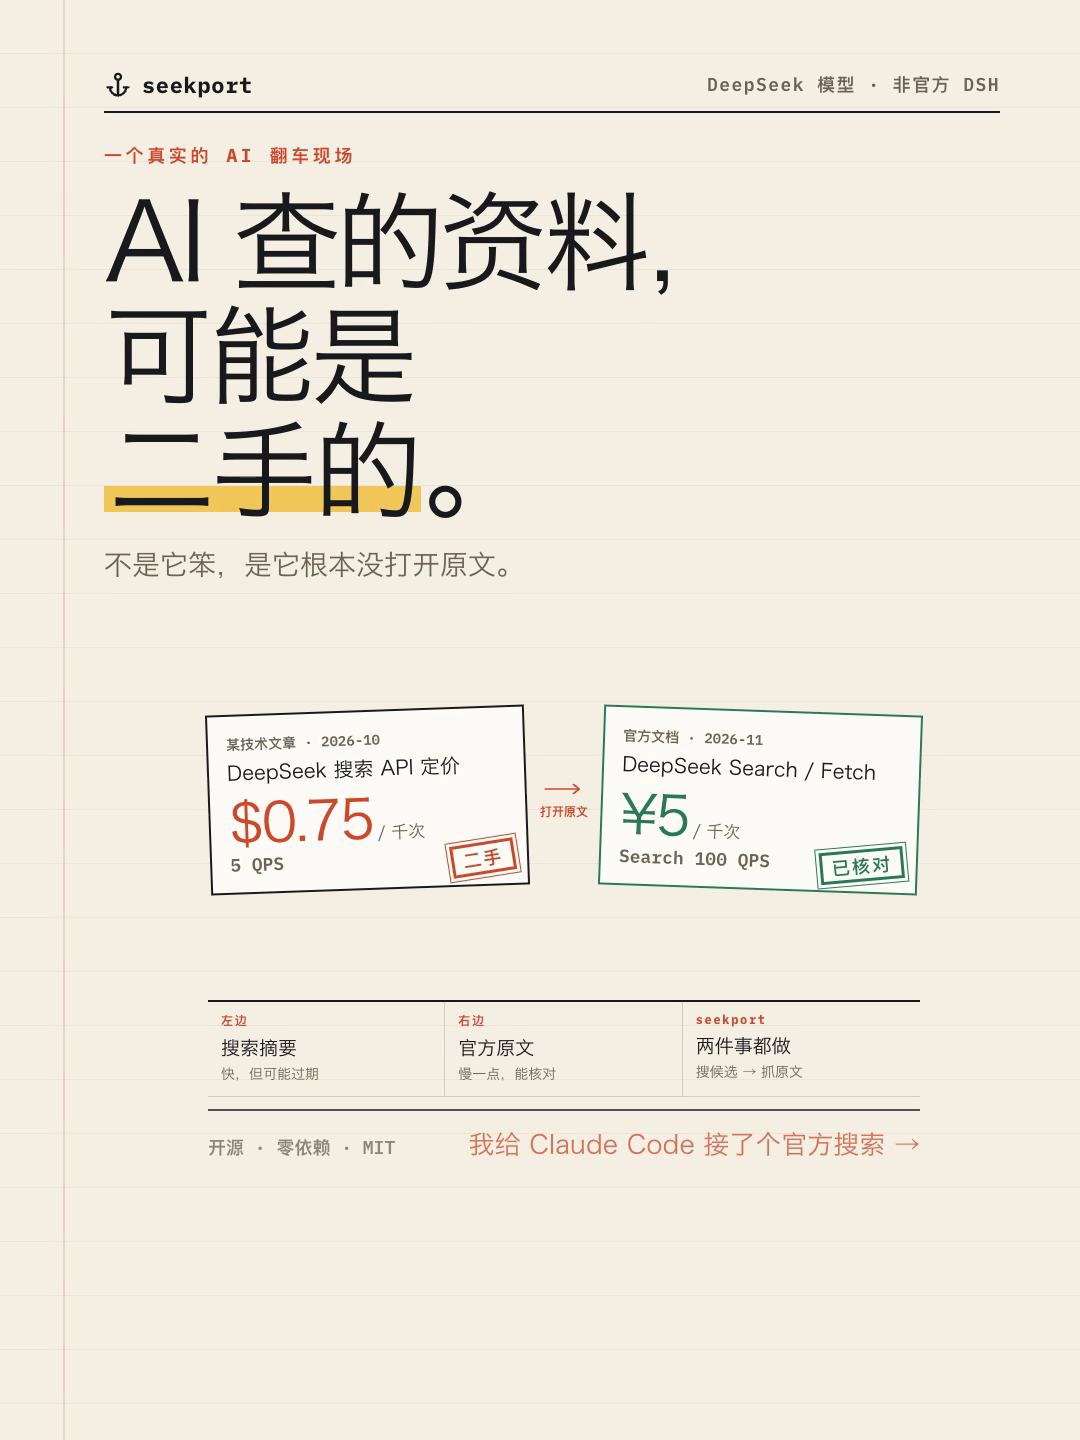 seekport
DeepSeek 模型 · 非官方 DSH
一个真实的 AI 翻车现场
AI 查的资料,
可能是
二手的。
不是它笨，是它根本没打开原文。
某技术文章 · 2026-10
DeepSeek 搜索 API 定价
$0.75 / 千次
5 QPS
二手
打开原文
官方文档 · 2026-11
DeepSeek Search / Fetch
¥5 / 千次
Search 100 QPS
已核对
左边
搜索摘要
快，但可能过期
右边
官方原文
慢一点，能核对
seekport
两件事都做
搜候选 → 抓原文
开源 · 零依赖 · MIT
我给 Claude Code 接了个官方搜索 →